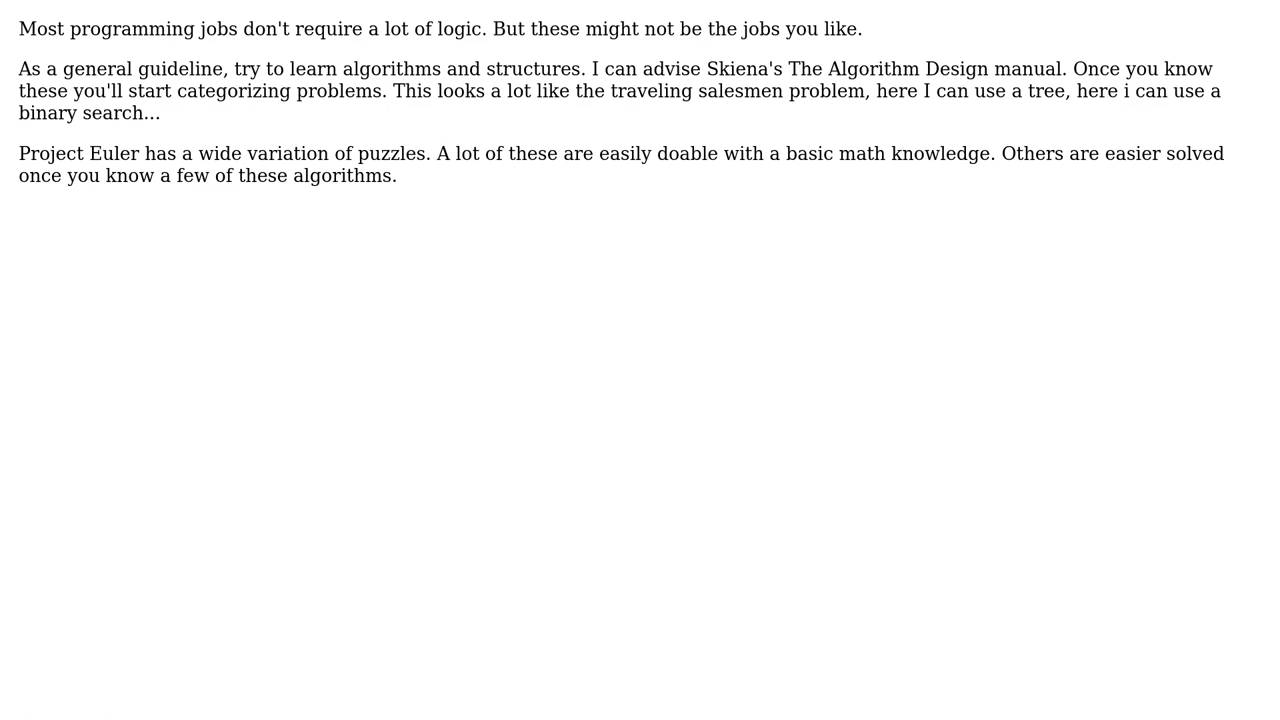 Most programming jobs don't require a lot of logic. But these might not be the jobs you like.
As a general guideline, try to learn algorithms and structures. I can advise Skiena's The Algorithm Design manual. Once you know
these you'll start categorizing problems. This looks a lot like the traveling salesmen problem, here I can use a tree, here i can use a
binary search...
Project Euler has a wide variation of puzzles. A lot of these are easily doable with a basic math knowledge. Others are easier solved
once you know a few of these algorithms.